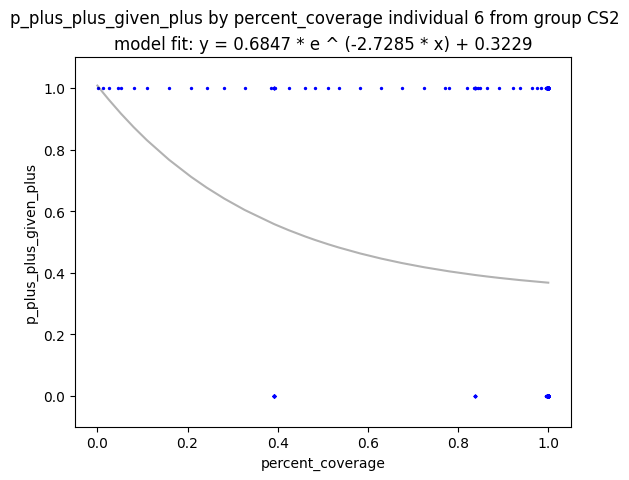 p_plus_plus_given_plus by percent_coverage individual 6 from group CS2
model fit: y = 0.6847 * e ^ (-2.7285 * x) + 0.3229
p_plus_plus_given_plus
1.0
0.8
0.6
0.4
0.2
0.0
0.0 0.2 0.4 0.6 0.8 1.0
percent_coverage